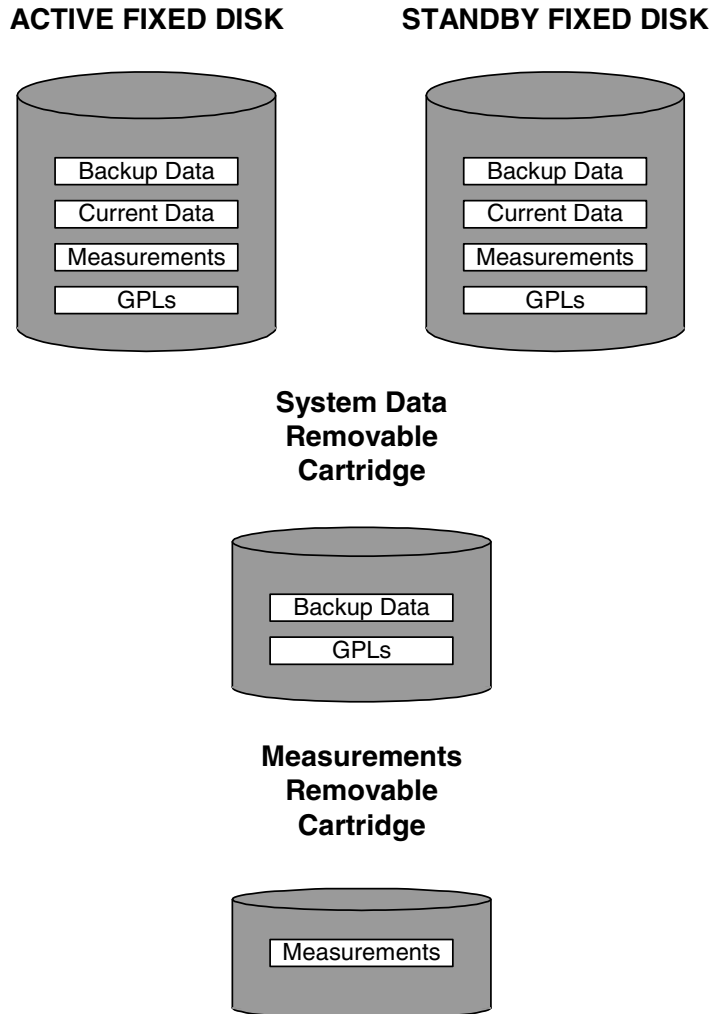 ACTIVE FIXED DISK
STANDBY FIXED DISK
Backup Data
Current Data
Measurements
GPLs
Backup Data
Current Data
Measurements
GPLs
System Data
Removable
Cartridge
Backup Data
GPLs
Measurements
Removable
Cartridge
Measurements